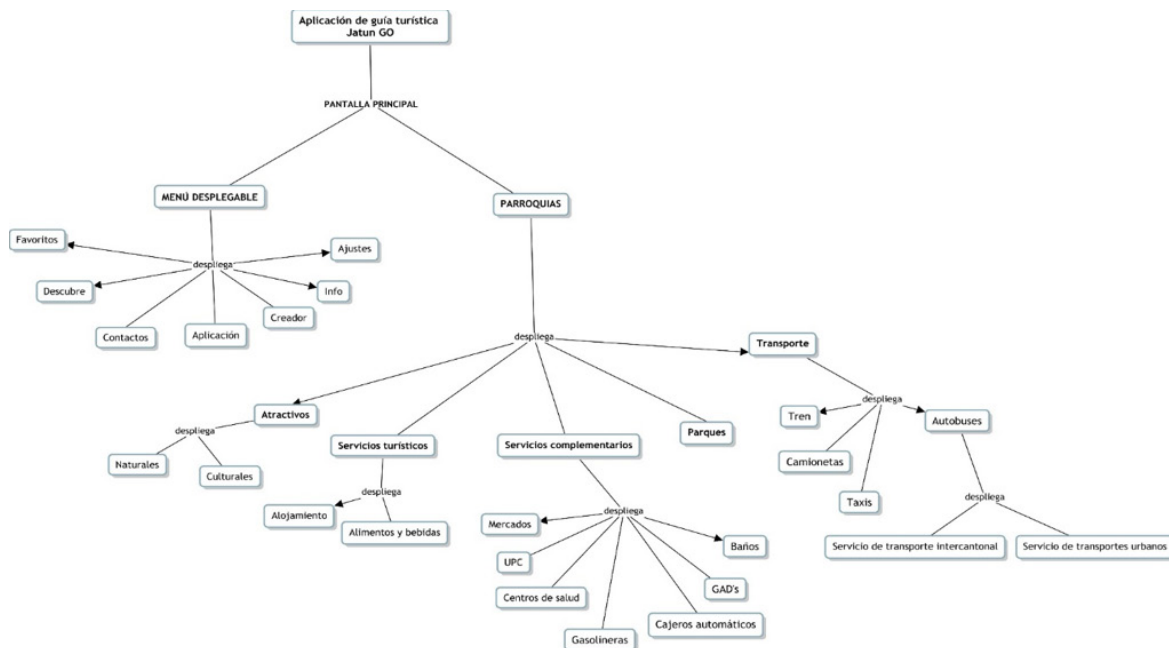 Aplicación de guía turística
Jatun GO
PANTALLA PRINCIPAL
MENÚ DESPLEGABLE
PARROQUIAS
Favoritos
Ajustes
despliega
Descubre
Info
Creador
Contactos
Aplicación
despliega
Transporte
Atractivos
despliega
Naturales
Culturales
Servicios turísticos
despliega
Alojamiento
Alimentos y bebidas
Servicios complementarios
despliega
Mercados
Baños
UPC
GAD's
Centros de salud
Cajeros automáticos
Gasolineras
Parques
despliega
Tren
Autobuses
Camionetas
Taxis
despliega
Servicio de transporte intercantonal
Servicio de transportes urbanos